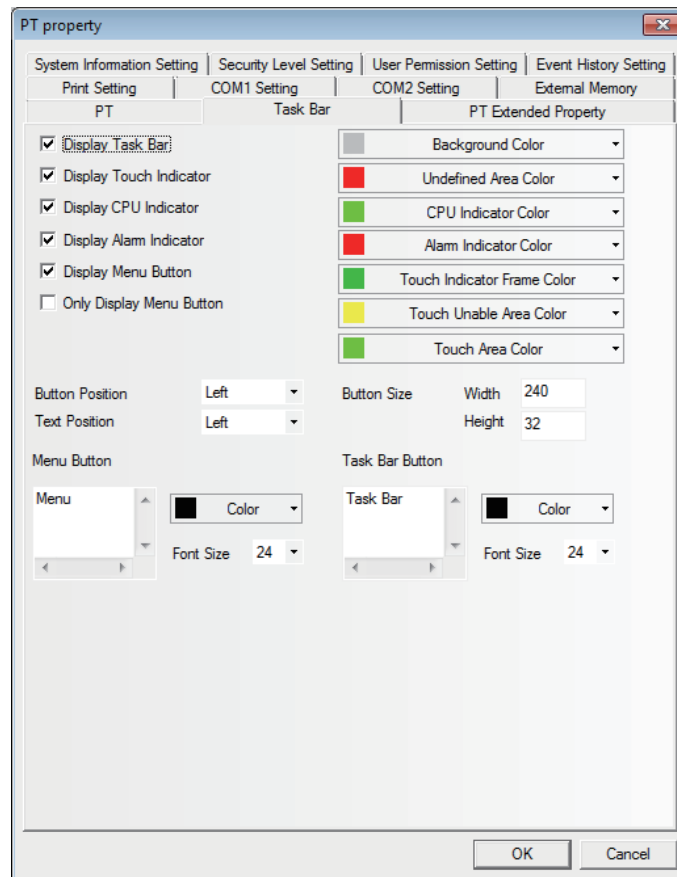 PT property
System Information Setting Security Level Setting User Permission Setting Event History Setting
Print Setting COM1 Setting COM2 Setting External Memory
PT Task Bar PT Extended Property
Display Task Bar Background Color
Display Touch Indicator Undefined Area Color
Display CPU Indicator CPU Indicator Color
Display Alarm Indicator Alarm Indicator Color
Display Menu Button Touch Indicator Frame Color
Only Display Menu Button Touch Unable Area Color
Touch Area Color
Button Position Left Button Size Width 240
Text Position Left Height 32
Menu Button Task Bar Button
Menu Color Task Bar Color
Font Size 24 Font Size 24
OK Cancel